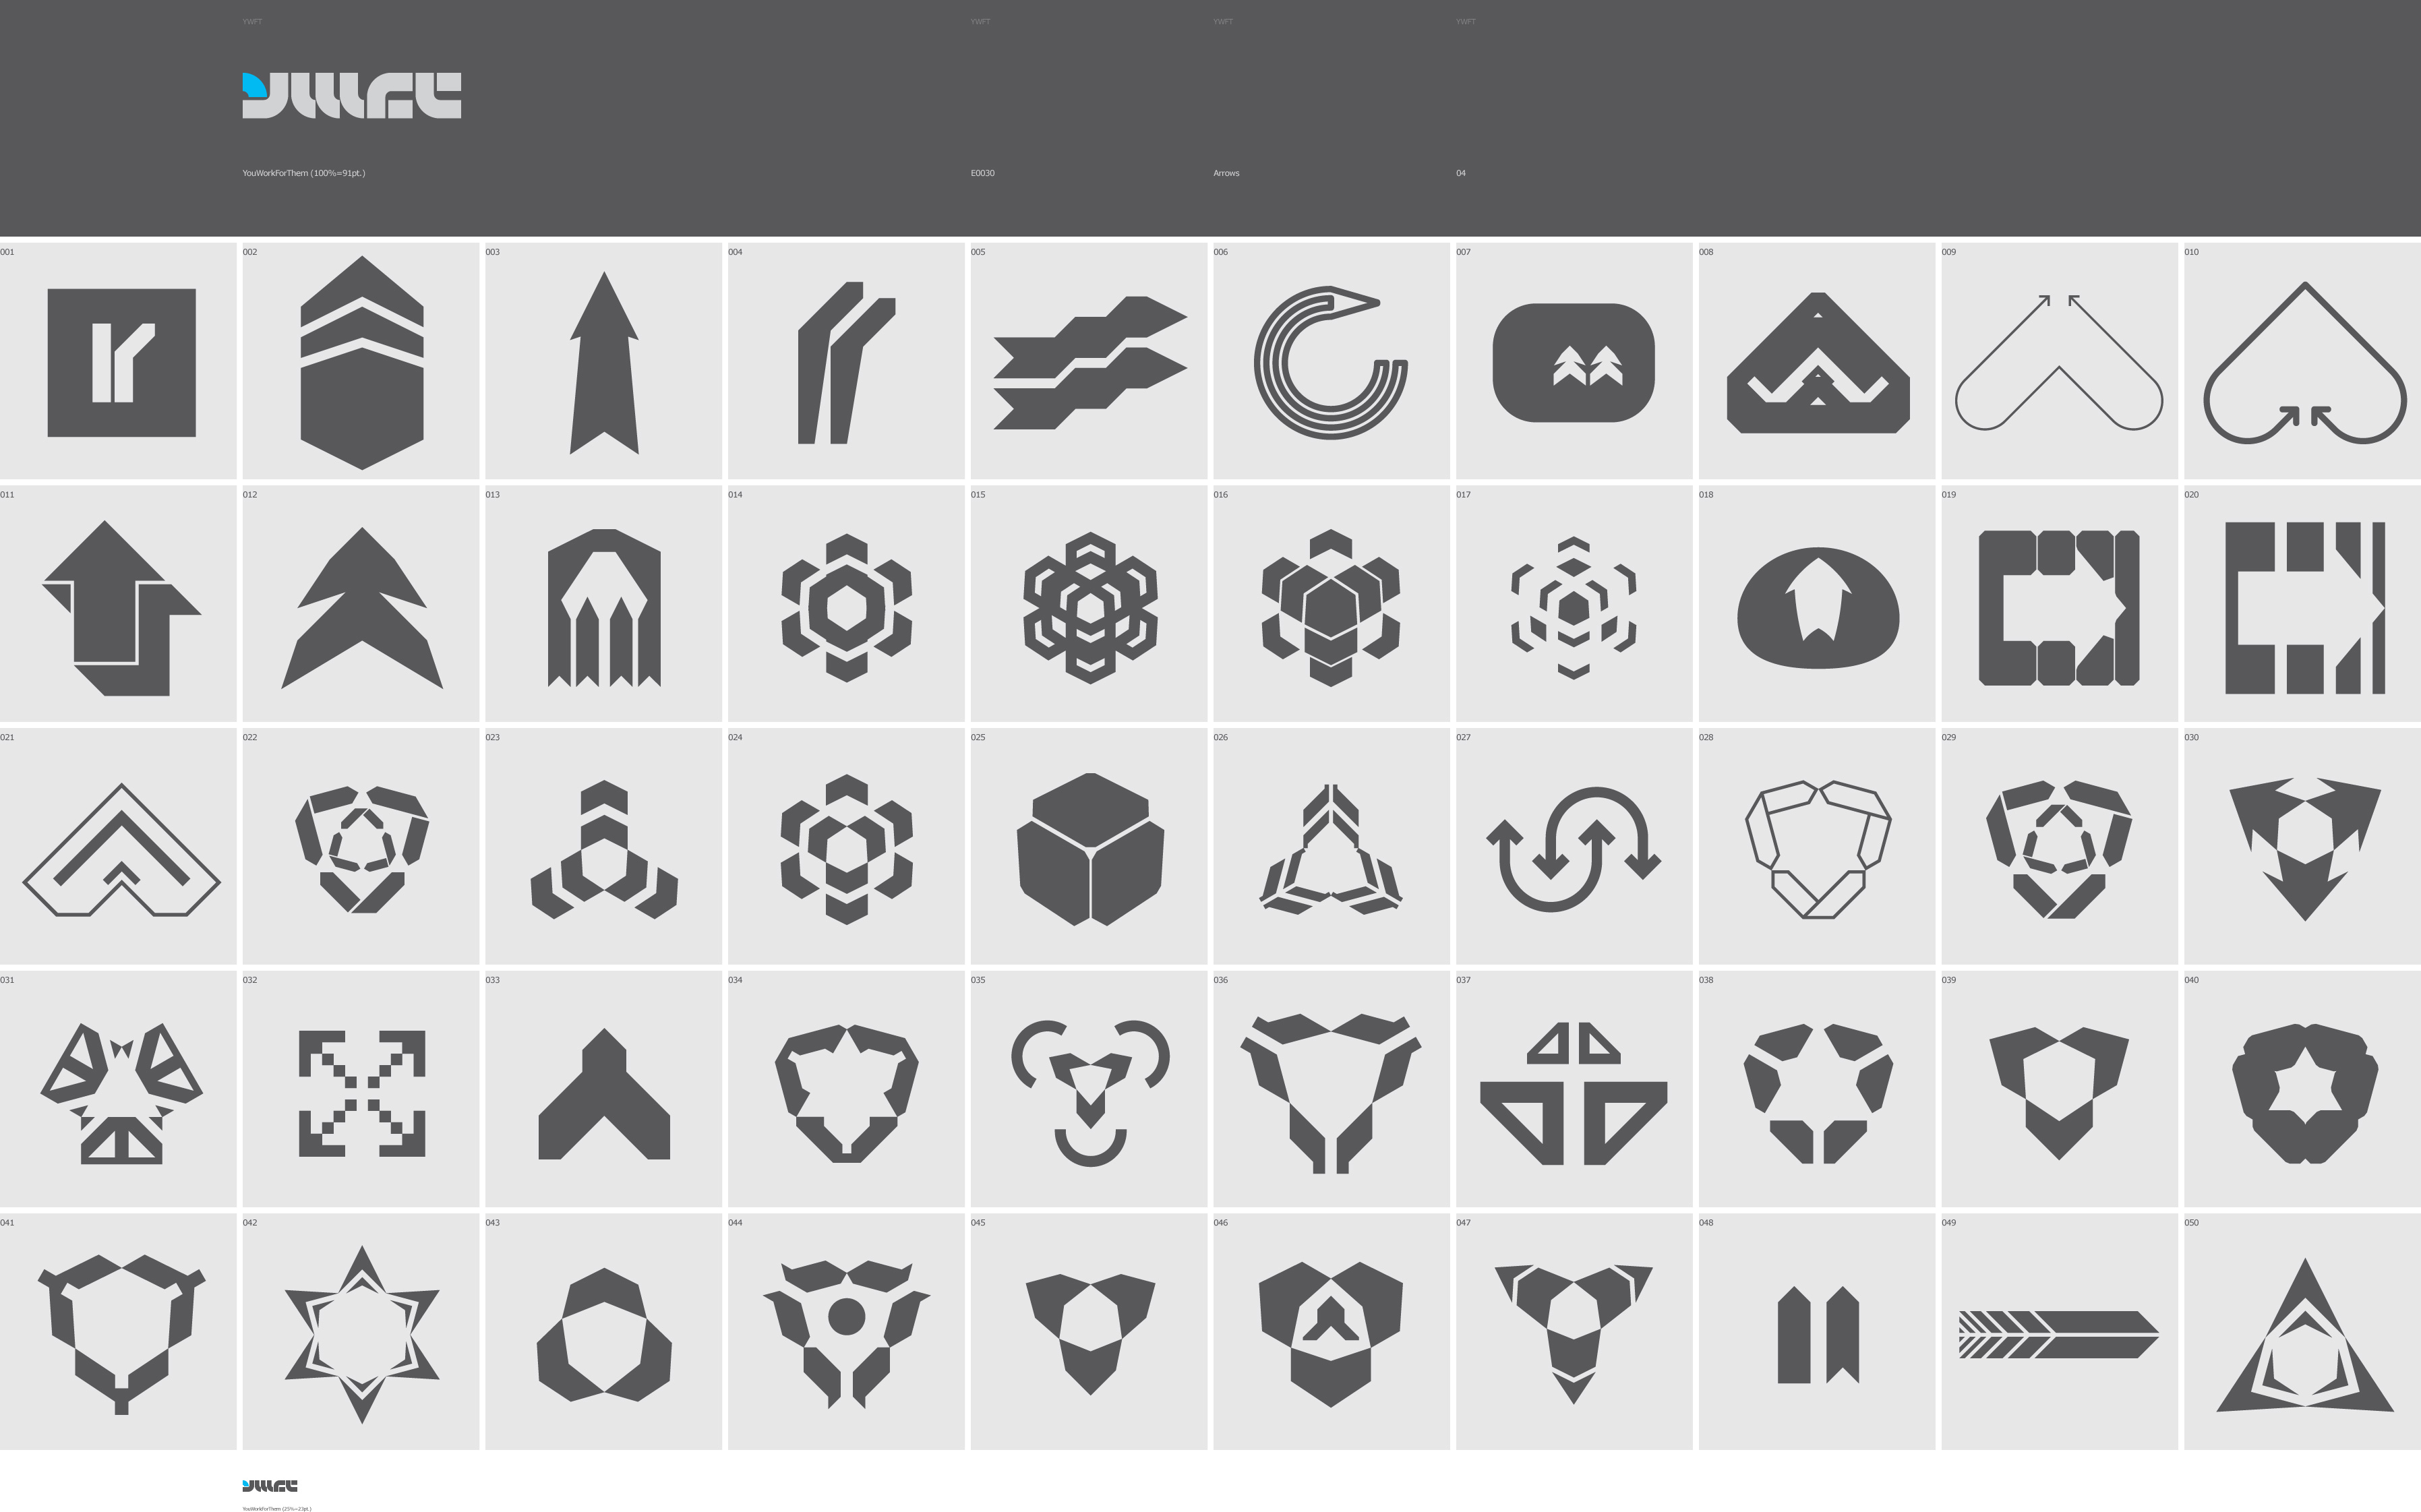 YWFT YWFT YWFT YWFT
YWFT
YouWorkForThem (100%=91pt.) E0030 Arrows 04
001 002 003 004 005 006 007 008 009 010
011 012 013 014 015 016 017 018 019 020
021 022 023 024 025 026 027 028 029 030
031 032 033 034 035 036 037 038 039 040
041 042 043 044 045 046 047 048 049 050
YWFT
YouWorkForThem (25%=23pt.)